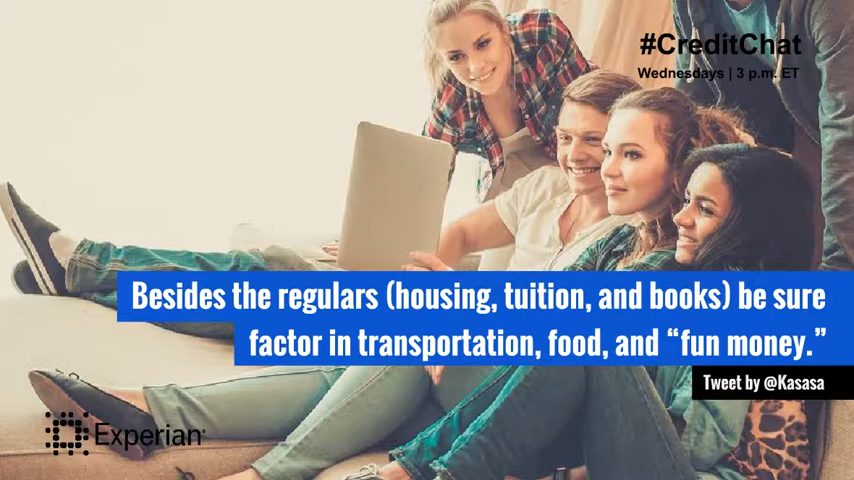 #CreditChat
Wednesdays | 3 p.m. ET
Besides the regulars (housing, tuition, and books) be sure
factor in transportation, food, and “fun money.”
Tweet by @Kasasa
Experian